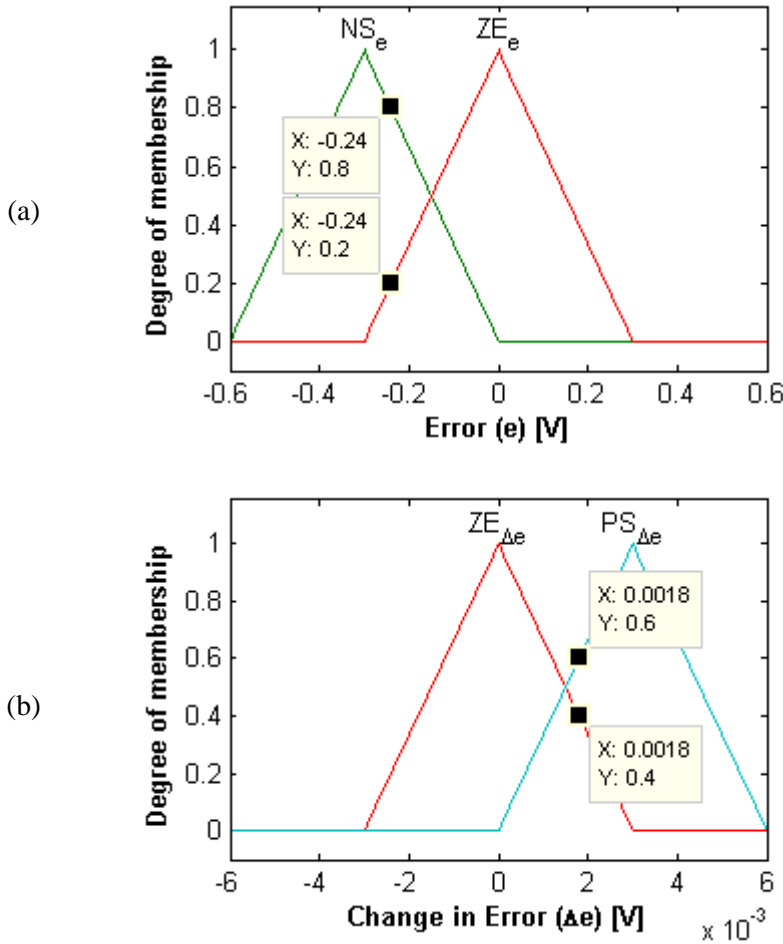 (a)
NSe
ZEe
Degree of membership
1
0.8
0.6
0.4
0.2
0
X: -0.24
Y: 0.8
X: -0.24
Y: 0.2
-0.6 -0.4 -0.2 0 0.2 0.4 0.6
Error (e) [V]
(b)
ZEΔe
PSΔe
Degree of membership
1
0.8
0.6
0.4
0.2
0
X: 0.0018
Y: 0.6
X: 0.0018
Y: 0.4
-6 -4 -2 0 2 4 6
Change in Error (Δe) [V]
x 10-3